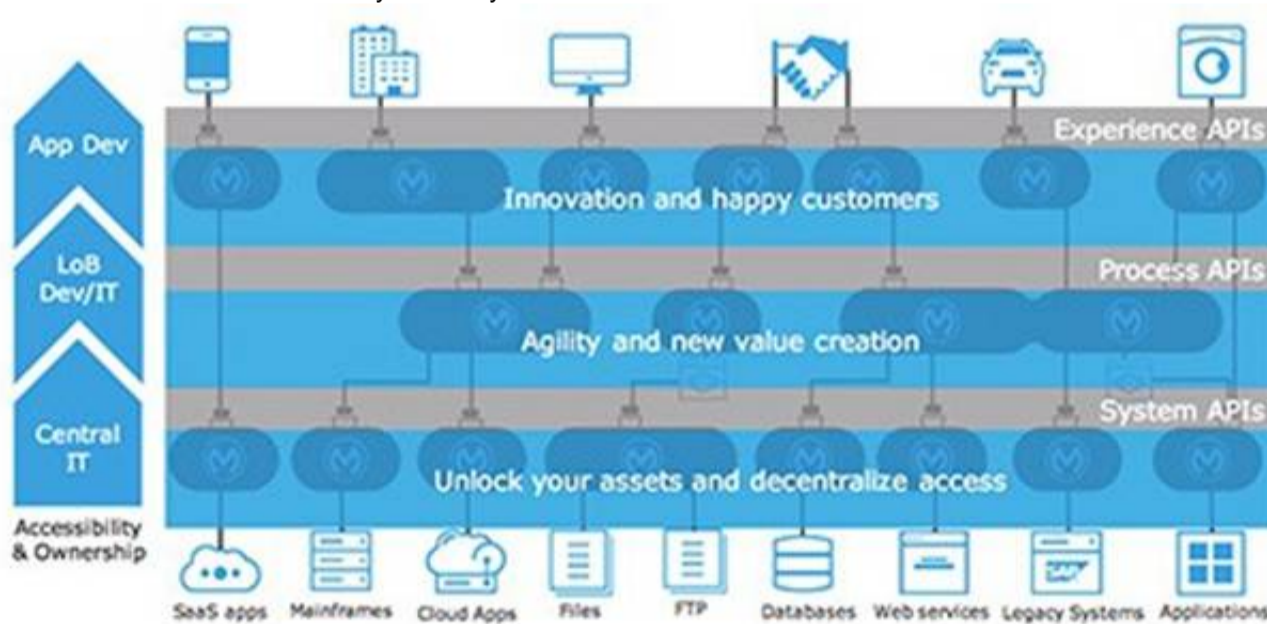 App Dev
LoB
Dev/IT
Central
IT
Accessibility
& Ownership
Experience APIs
Innovation and happy customers
Process APIs
Agility and new value creation
System APIs
Unlock your assets and decentralize access
SaaS apps
Mainframes
Cloud Apps
Files
FTP
Databases
Web services
Legacy Systems
SAP
Applications